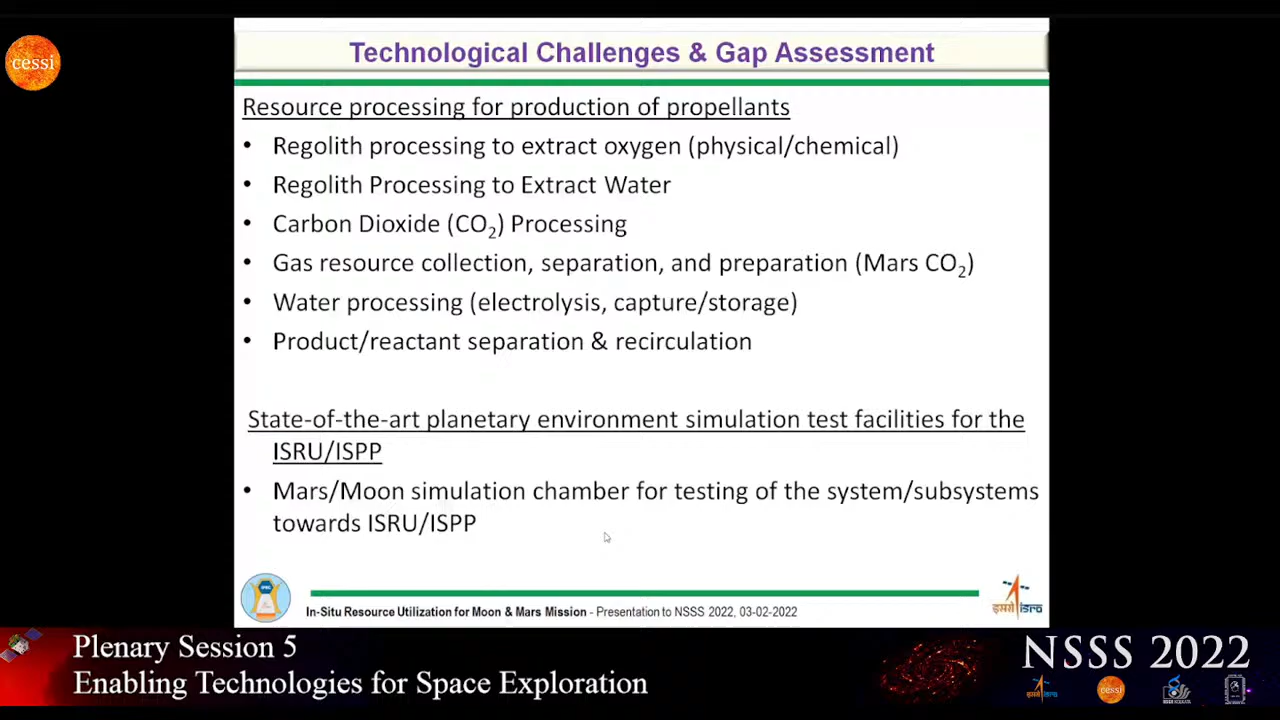 cessi
Technological Challenges & Gap Assessment
Resource processing for production of propellants
• Regolith processing to extract oxygen (physical/chemical)
• Regolith Processing to Extract Water
• Carbon Dioxide (CO₂) Processing
• Gas resource collection, separation, and preparation (Mars CO₂)
• Water processing (electrolysis, capture/storage)
• Product/reactant separation & recirculation
State-of-the-art planetary environment simulation test facilities for the
ISRU/ISPP
• Mars/Moon simulation chamber for testing of the system/subsystems
towards ISRU/ISPP
In-Situ Resource Utilization for Moon & Mars Mission - Presentation to NSSS 2022, 03-02-2022
इसरो isro
Plenary Session 5
Enabling Technologies for Space Exploration
NSSS 2022
cessi